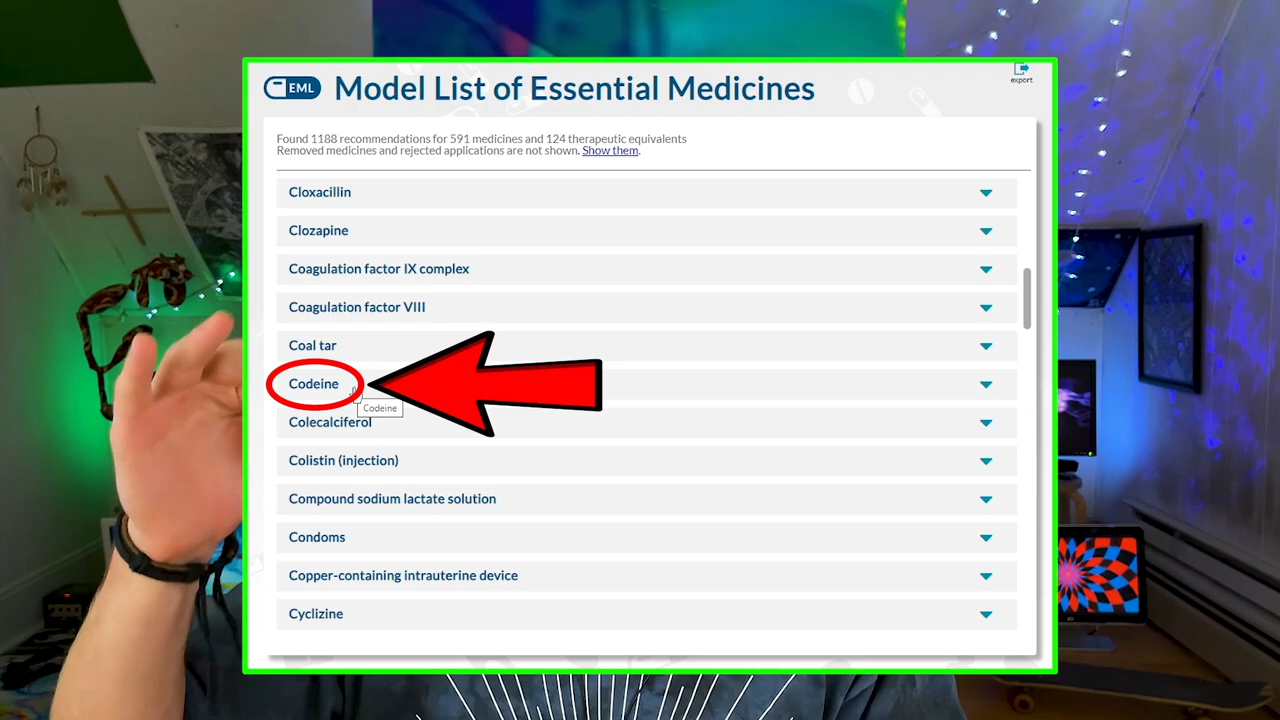 EML Model List of Essential Medicines
export
Found 1188 recommendations for 591 medicines and 124 therapeutic equivalents
Removed medicines and rejected applications are not shown. Show them.
Cloxacillin
Clozapine
Coagulation factor IX complex
Coagulation factor VIII
Coal tar
Codeine
Codeine
Colecalciferol
Colistin (injection)
Compound sodium lactate solution
Condoms
Copper-containing intrauterine device
Cyclizine